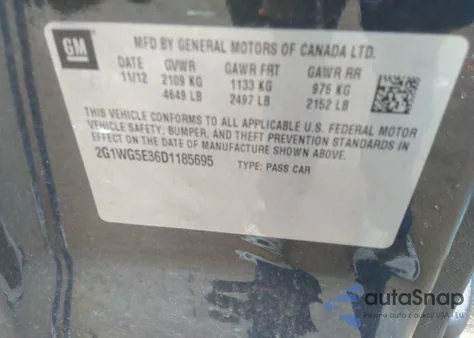 GM
MFD BY GENERAL MOTORS OF CANADA LTD.
DATE GVWR GAWR FRT GAWR RR
11/12 2109 KG 1133 KG 976 KG
4649 LB 2497 LB 2152 LB
THIS VEHICLE CONFORMS TO ALL APPLICABLE U.S. FEDERAL MOTOR
VEHICLE SAFETY, BUMPER, AND THEFT PREVENTION STANDARDS IN
EFFECT ON THE DATE OF MANUFACTURE SHOWN ABOVE.
2G1WG5E36D1185695 TYPE: PASS CAR
autaSnap